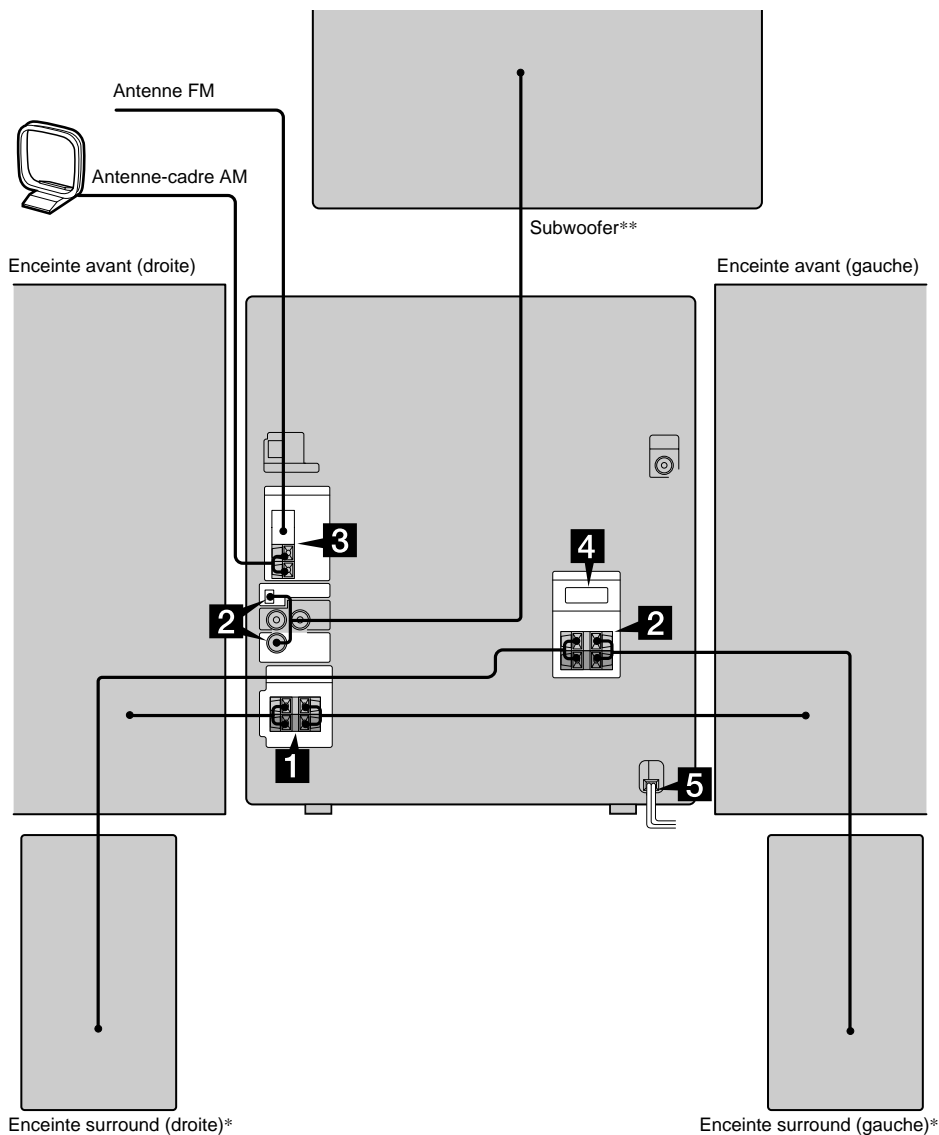 Antenne FM
Antenne-cadre AM
Subwoofer**
Enceinte avant (droite)
Enceinte avant (gauche)
3
4
2
2
1
5
Enceinte surround (droite)*
Enceinte surround (gauche)*